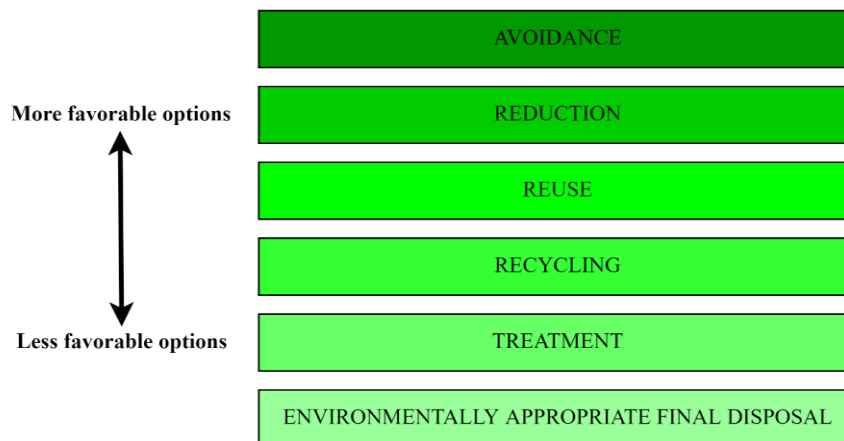 AVOIDANCE
More favorable options
REDUCTION
REUSE
RECYCLING
Less favorable options
TREATMENT
ENVIRONMENTALLY APPROPRIATE FINAL DISPOSAL